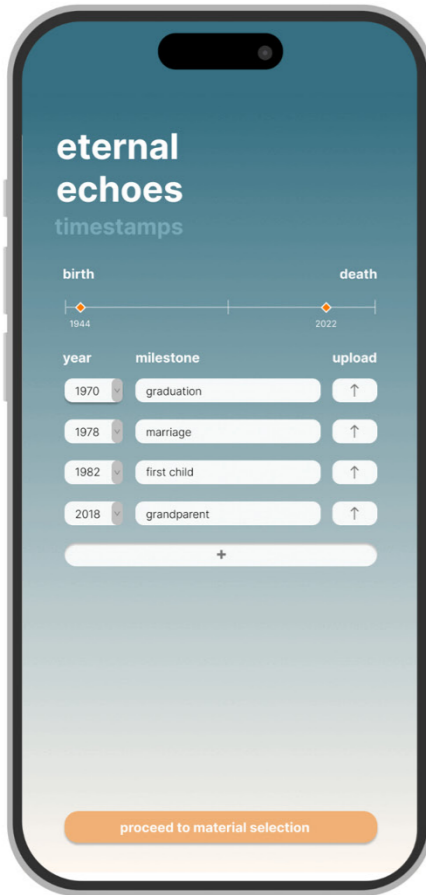 eternal
echoes
timestamps
birth death
1944 2022
year milestone upload
1970 graduation
1978 marriage
1982 first child
2018 grandparent
+
proceed to material selection